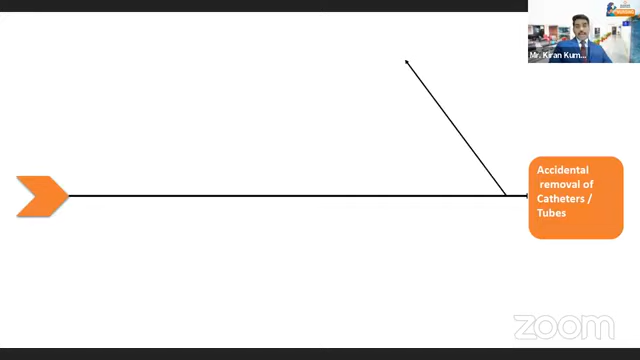 Mr. Kiran Kum...
Accidental
removal of
Catheters /
Tubes
zoom